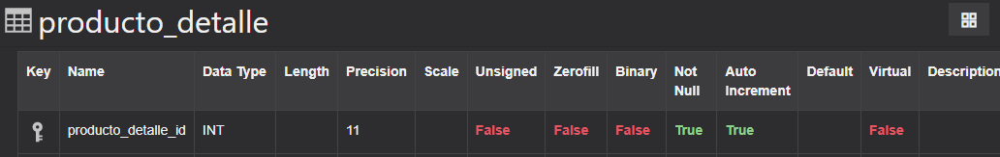 producto_detalle
Key Name Data Type Length Precision Scale Unsigned Zerofill Binary Not Null Auto Increment Default Virtual Description
producto_detalle_id INT 11 False False False True True False